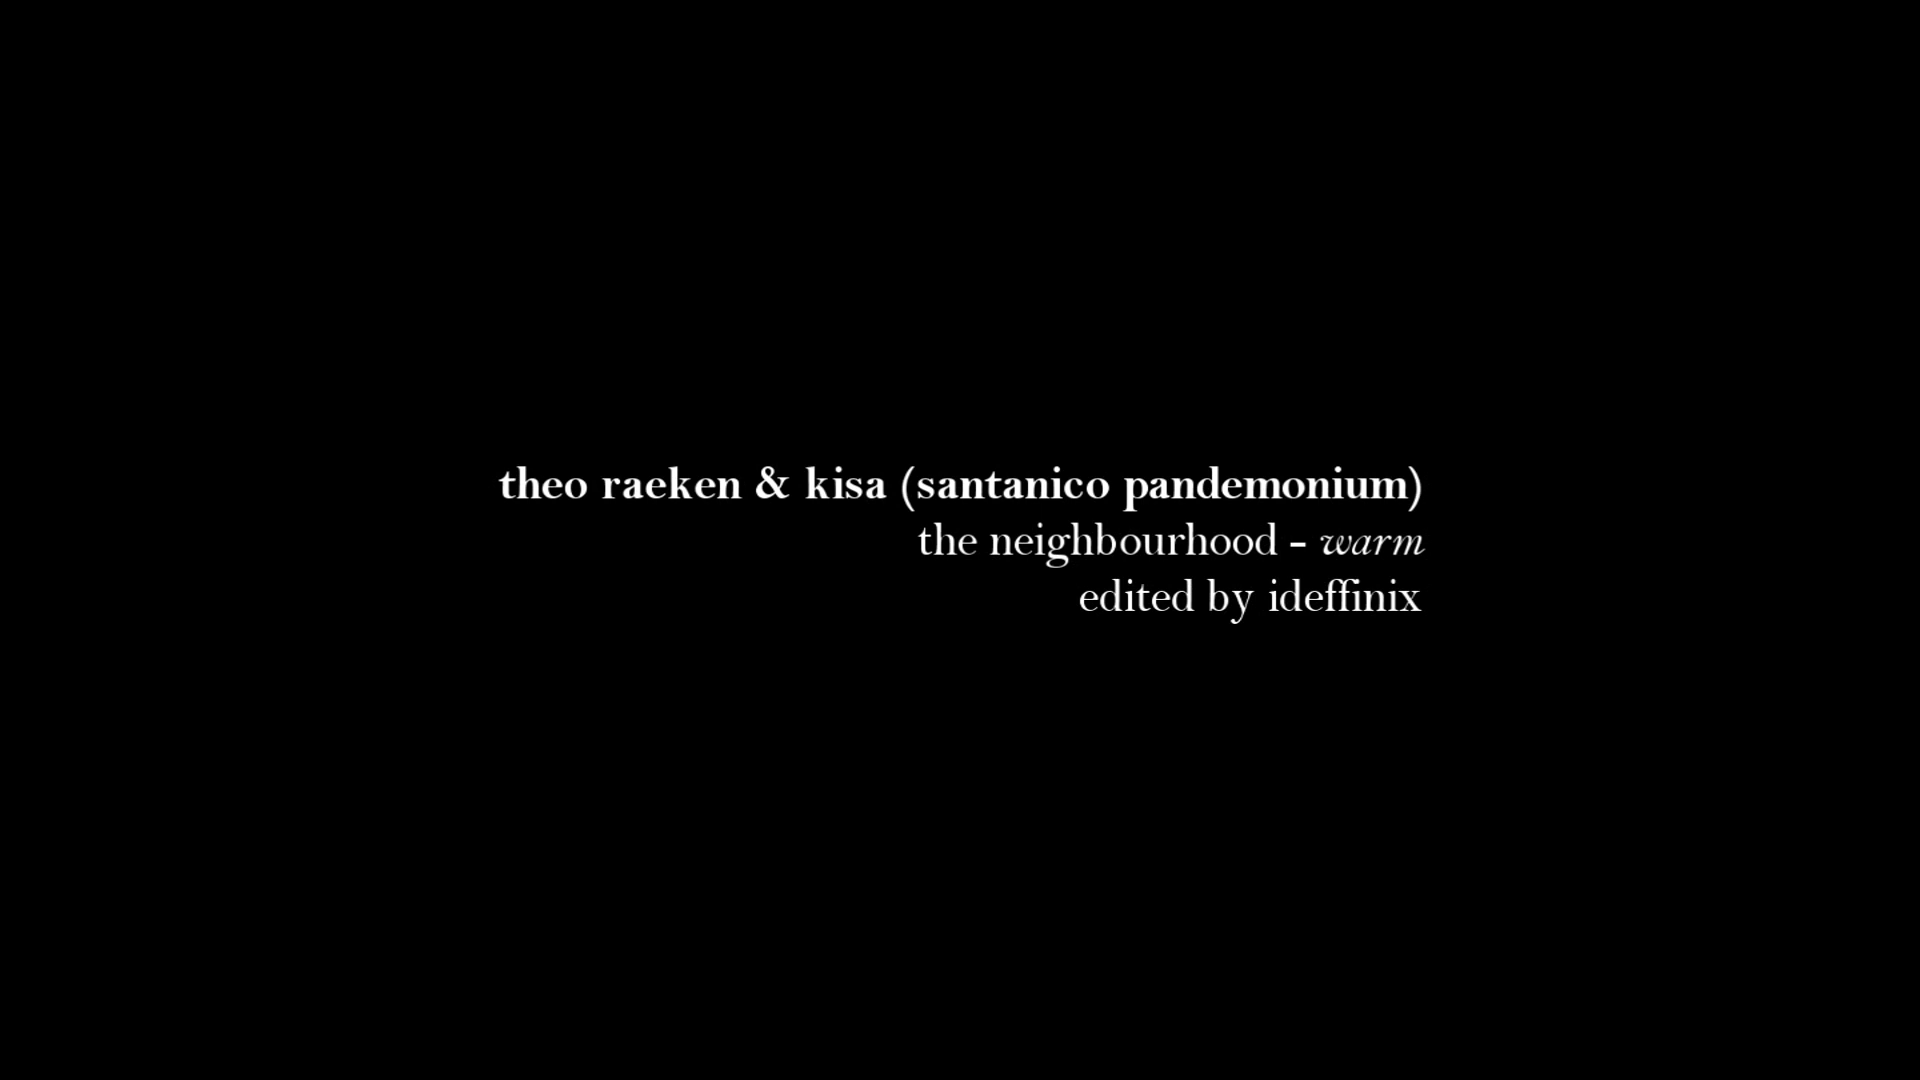 theo raeken & kisa (santanico pandemonium)
the neighbourhood - warm
edited by ideffinix